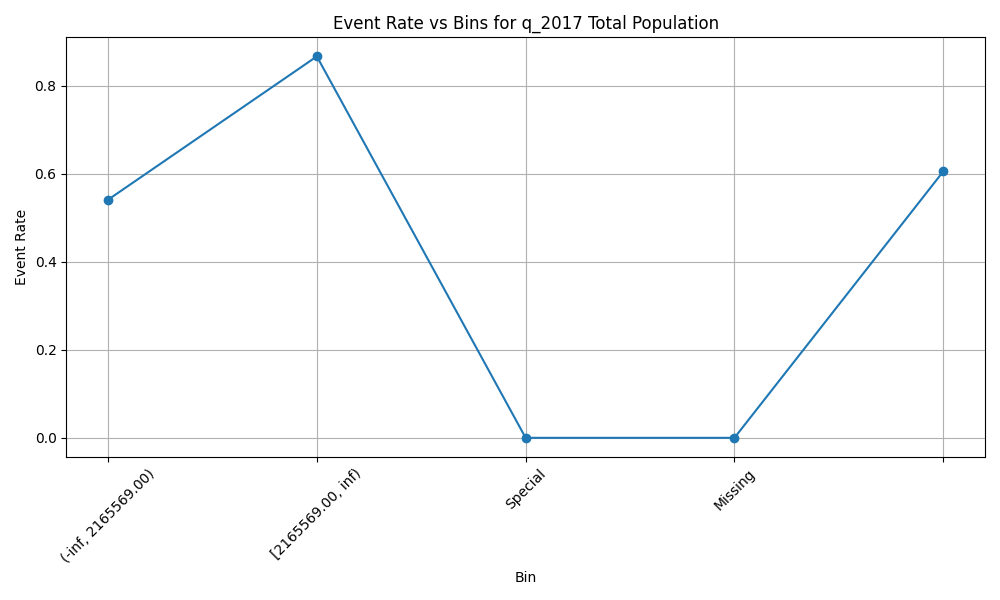 Event Rate vs Bins for q_2017 Total Population
Event Rate
0.8
0.6
0.4
0.2
0.0
(-inf, 2165569.00)
[2165569.00, inf)
Special
Missing
Bin